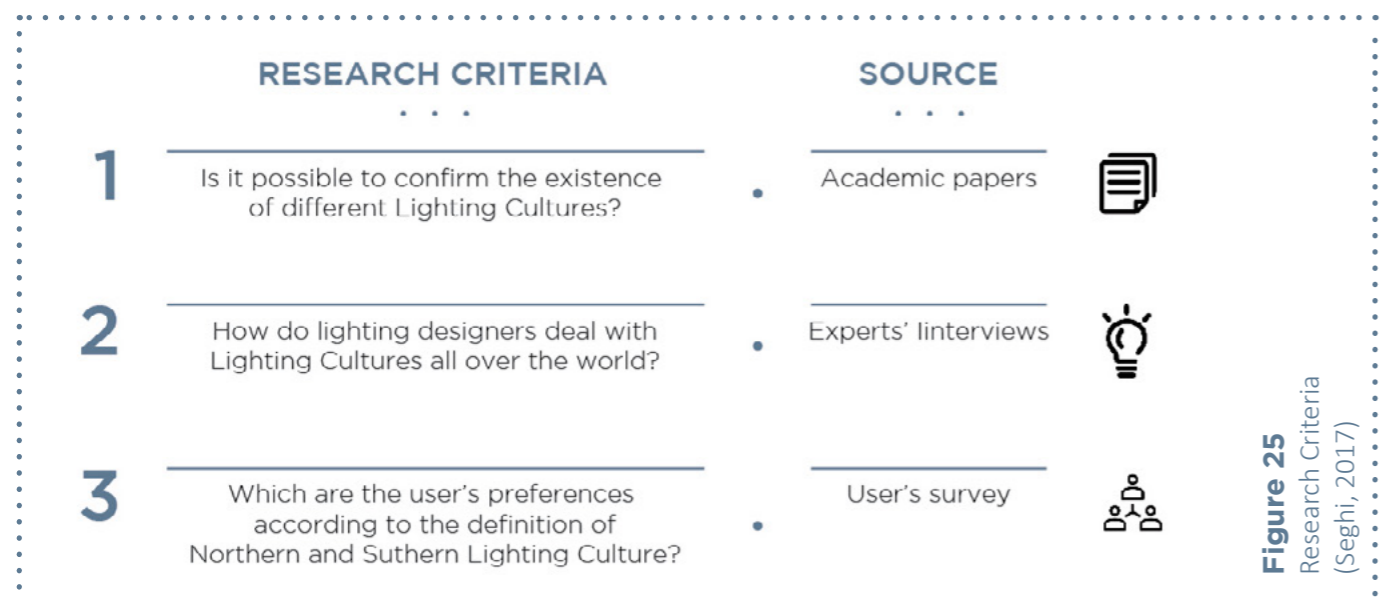 RESEARCH CRITERIA
SOURCE
1
Is it possible to confirm the existence
of different Lighting Cultures?
Academic papers
2
How do lighting designers deal with
Lighting Cultures all over the world?
Experts' Iinterviews
3
Which are the user's preferences
according to the definition of
Northern and Suthern Lighting Culture?
User's survey
Figure 25
Research Criteria
(Seghi, 2017)